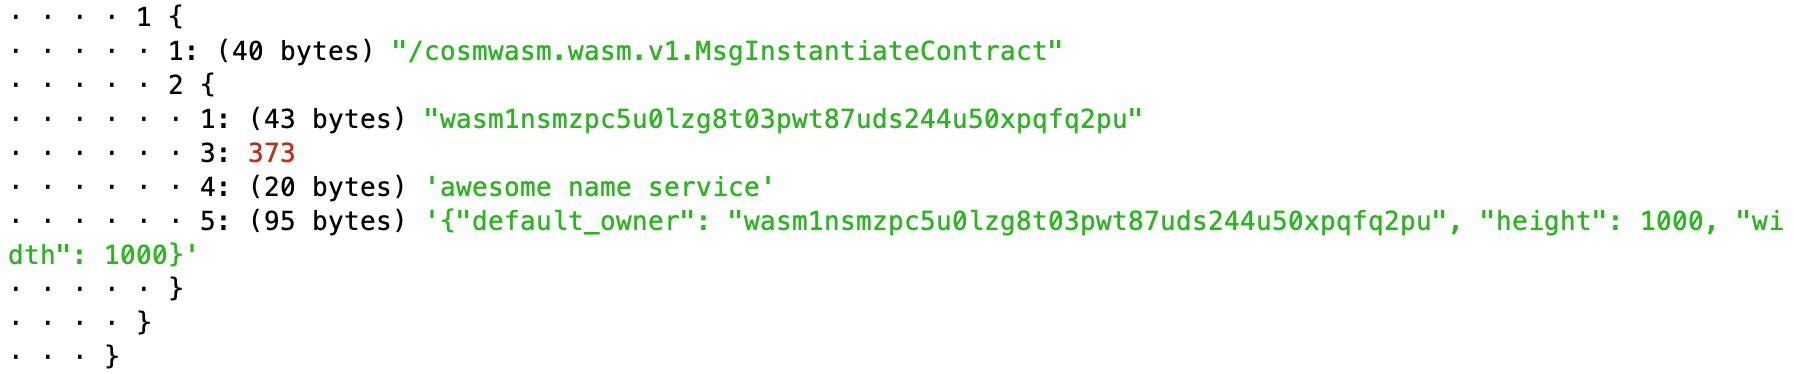 · · · · 1 {
· · · · · 1: (40 bytes) "/cosmwasm.wasm.v1.MsgInstantiateContract"
· · · · · 2 {
· · · · · · 1: (43 bytes) "wasm1nsmzpc5u0lzg8t03pwt87uds244u50xpqfq2pu"
· · · · · · 3: 373
· · · · · · 4: (20 bytes) 'awesome name service'
· · · · · · 5: (95 bytes) '{"default_owner": "wasm1nsmzpc5u0lzg8t03pwt87uds244u50xpqfq2pu", "height": 1000, "wi
dth": 1000}'
· · · · · }
· · · · }
· · · }